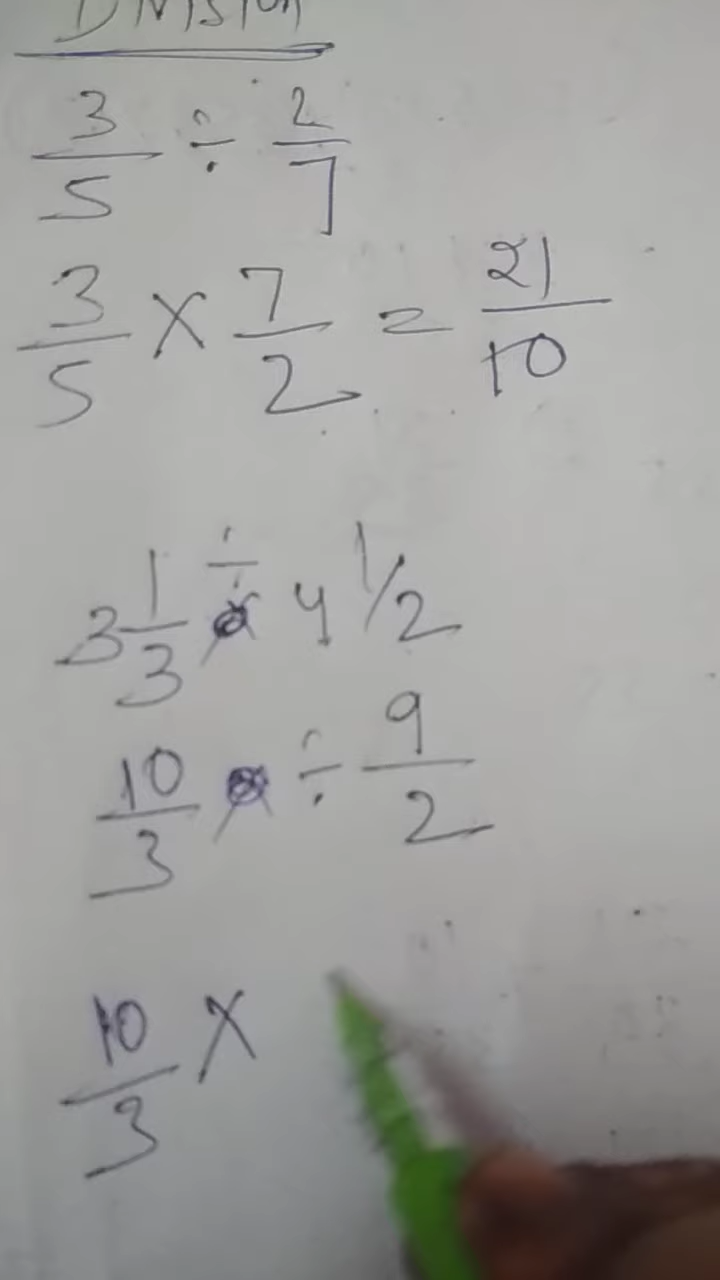 DIVISION
3/5 ÷ 2/7
3/5 × 7/2 = 21/10
3 1/3 ÷ 4 1/2
10/3 ÷ 9/2
10/3 ×